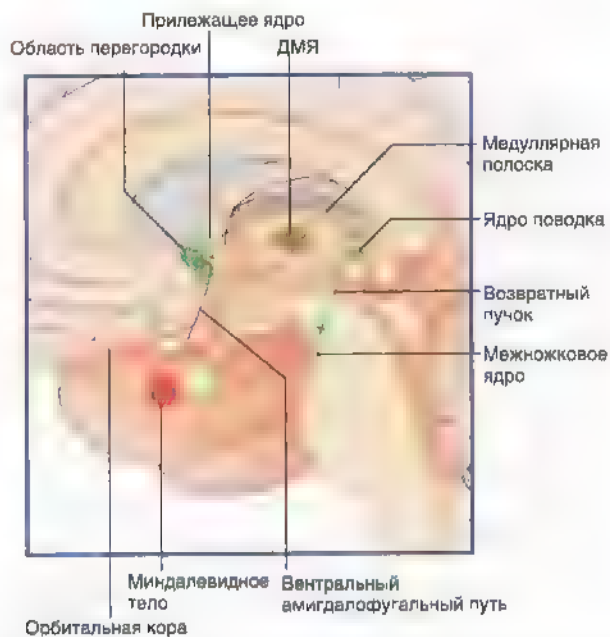 Прилежащее ядро
Область перегородки
ДМЯ
Медуллярная
полоска
Ядро поводка
Возвратный
пучок
Межножковое
ядро
Миндалевидное
тело
Вентральный
амигдалофугальный путь
Орбитальная кора